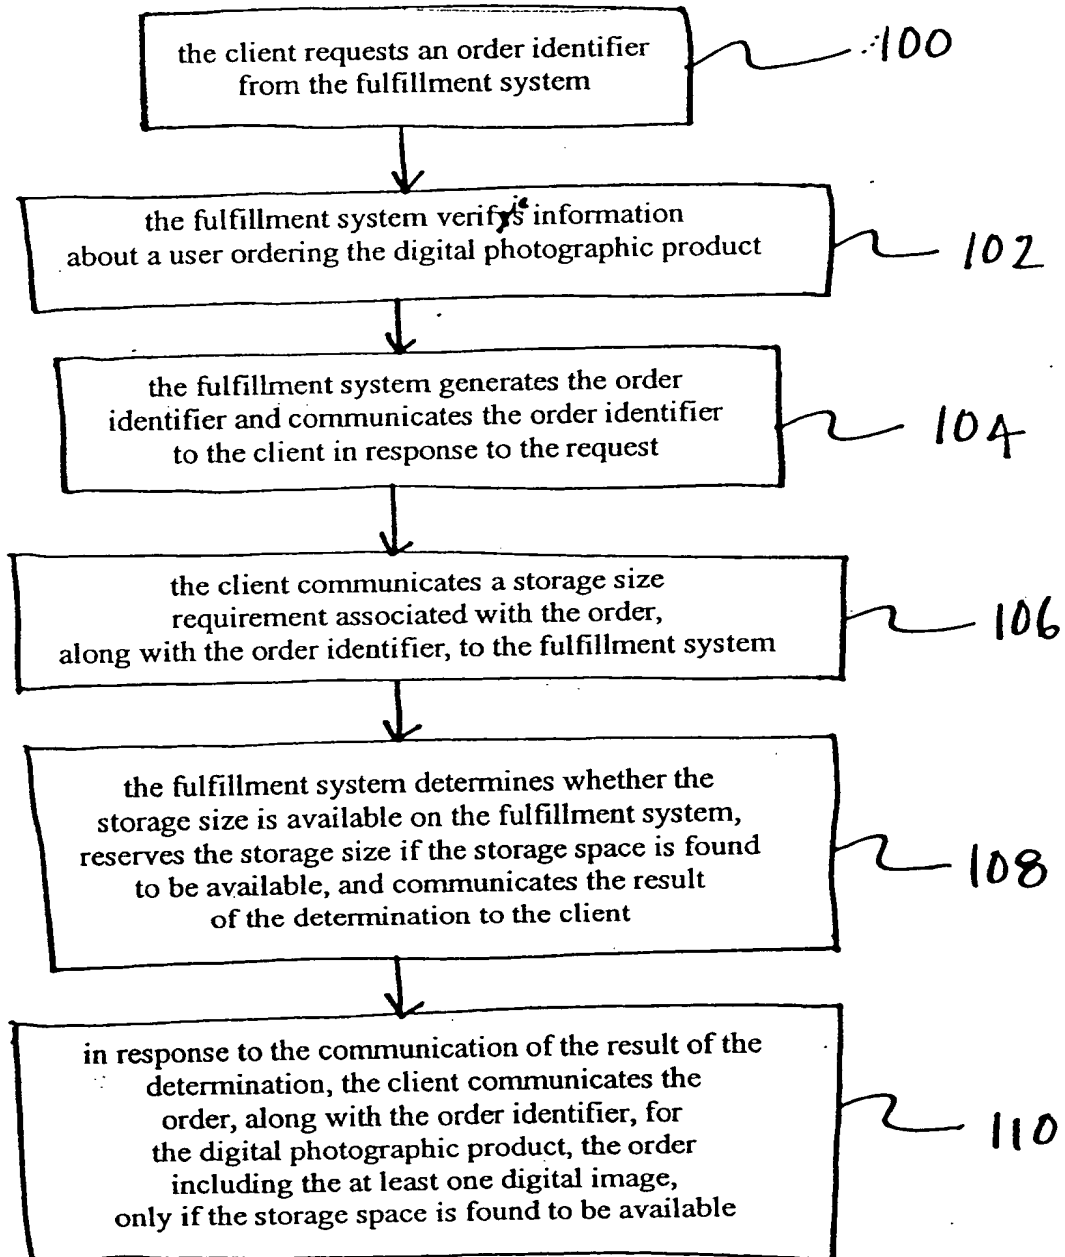 the client requests an order identifier
from the fulfillment system
100
the fulfillment system verifys information
about a user ordering the digital photographic product
102
the fulfillment system generates the order
identifier and communicates the order identifier
to the client in response to the request
104
the client communicates a storage size
requirement associated with the order,
along with the order identifier, to the fulfillment system
106
the fulfillment system determines whether the
storage size is available on the fulfillment system,
reserves the storage size if the storage space is found
to be available, and communicates the result
of the determination to the client
108
in response to the communication of the result of the
determination, the client communicates the
order, along with the order identifier, for
the digital photographic product, the order
including the at least one digital image,
only if the storage space is found to be available
110